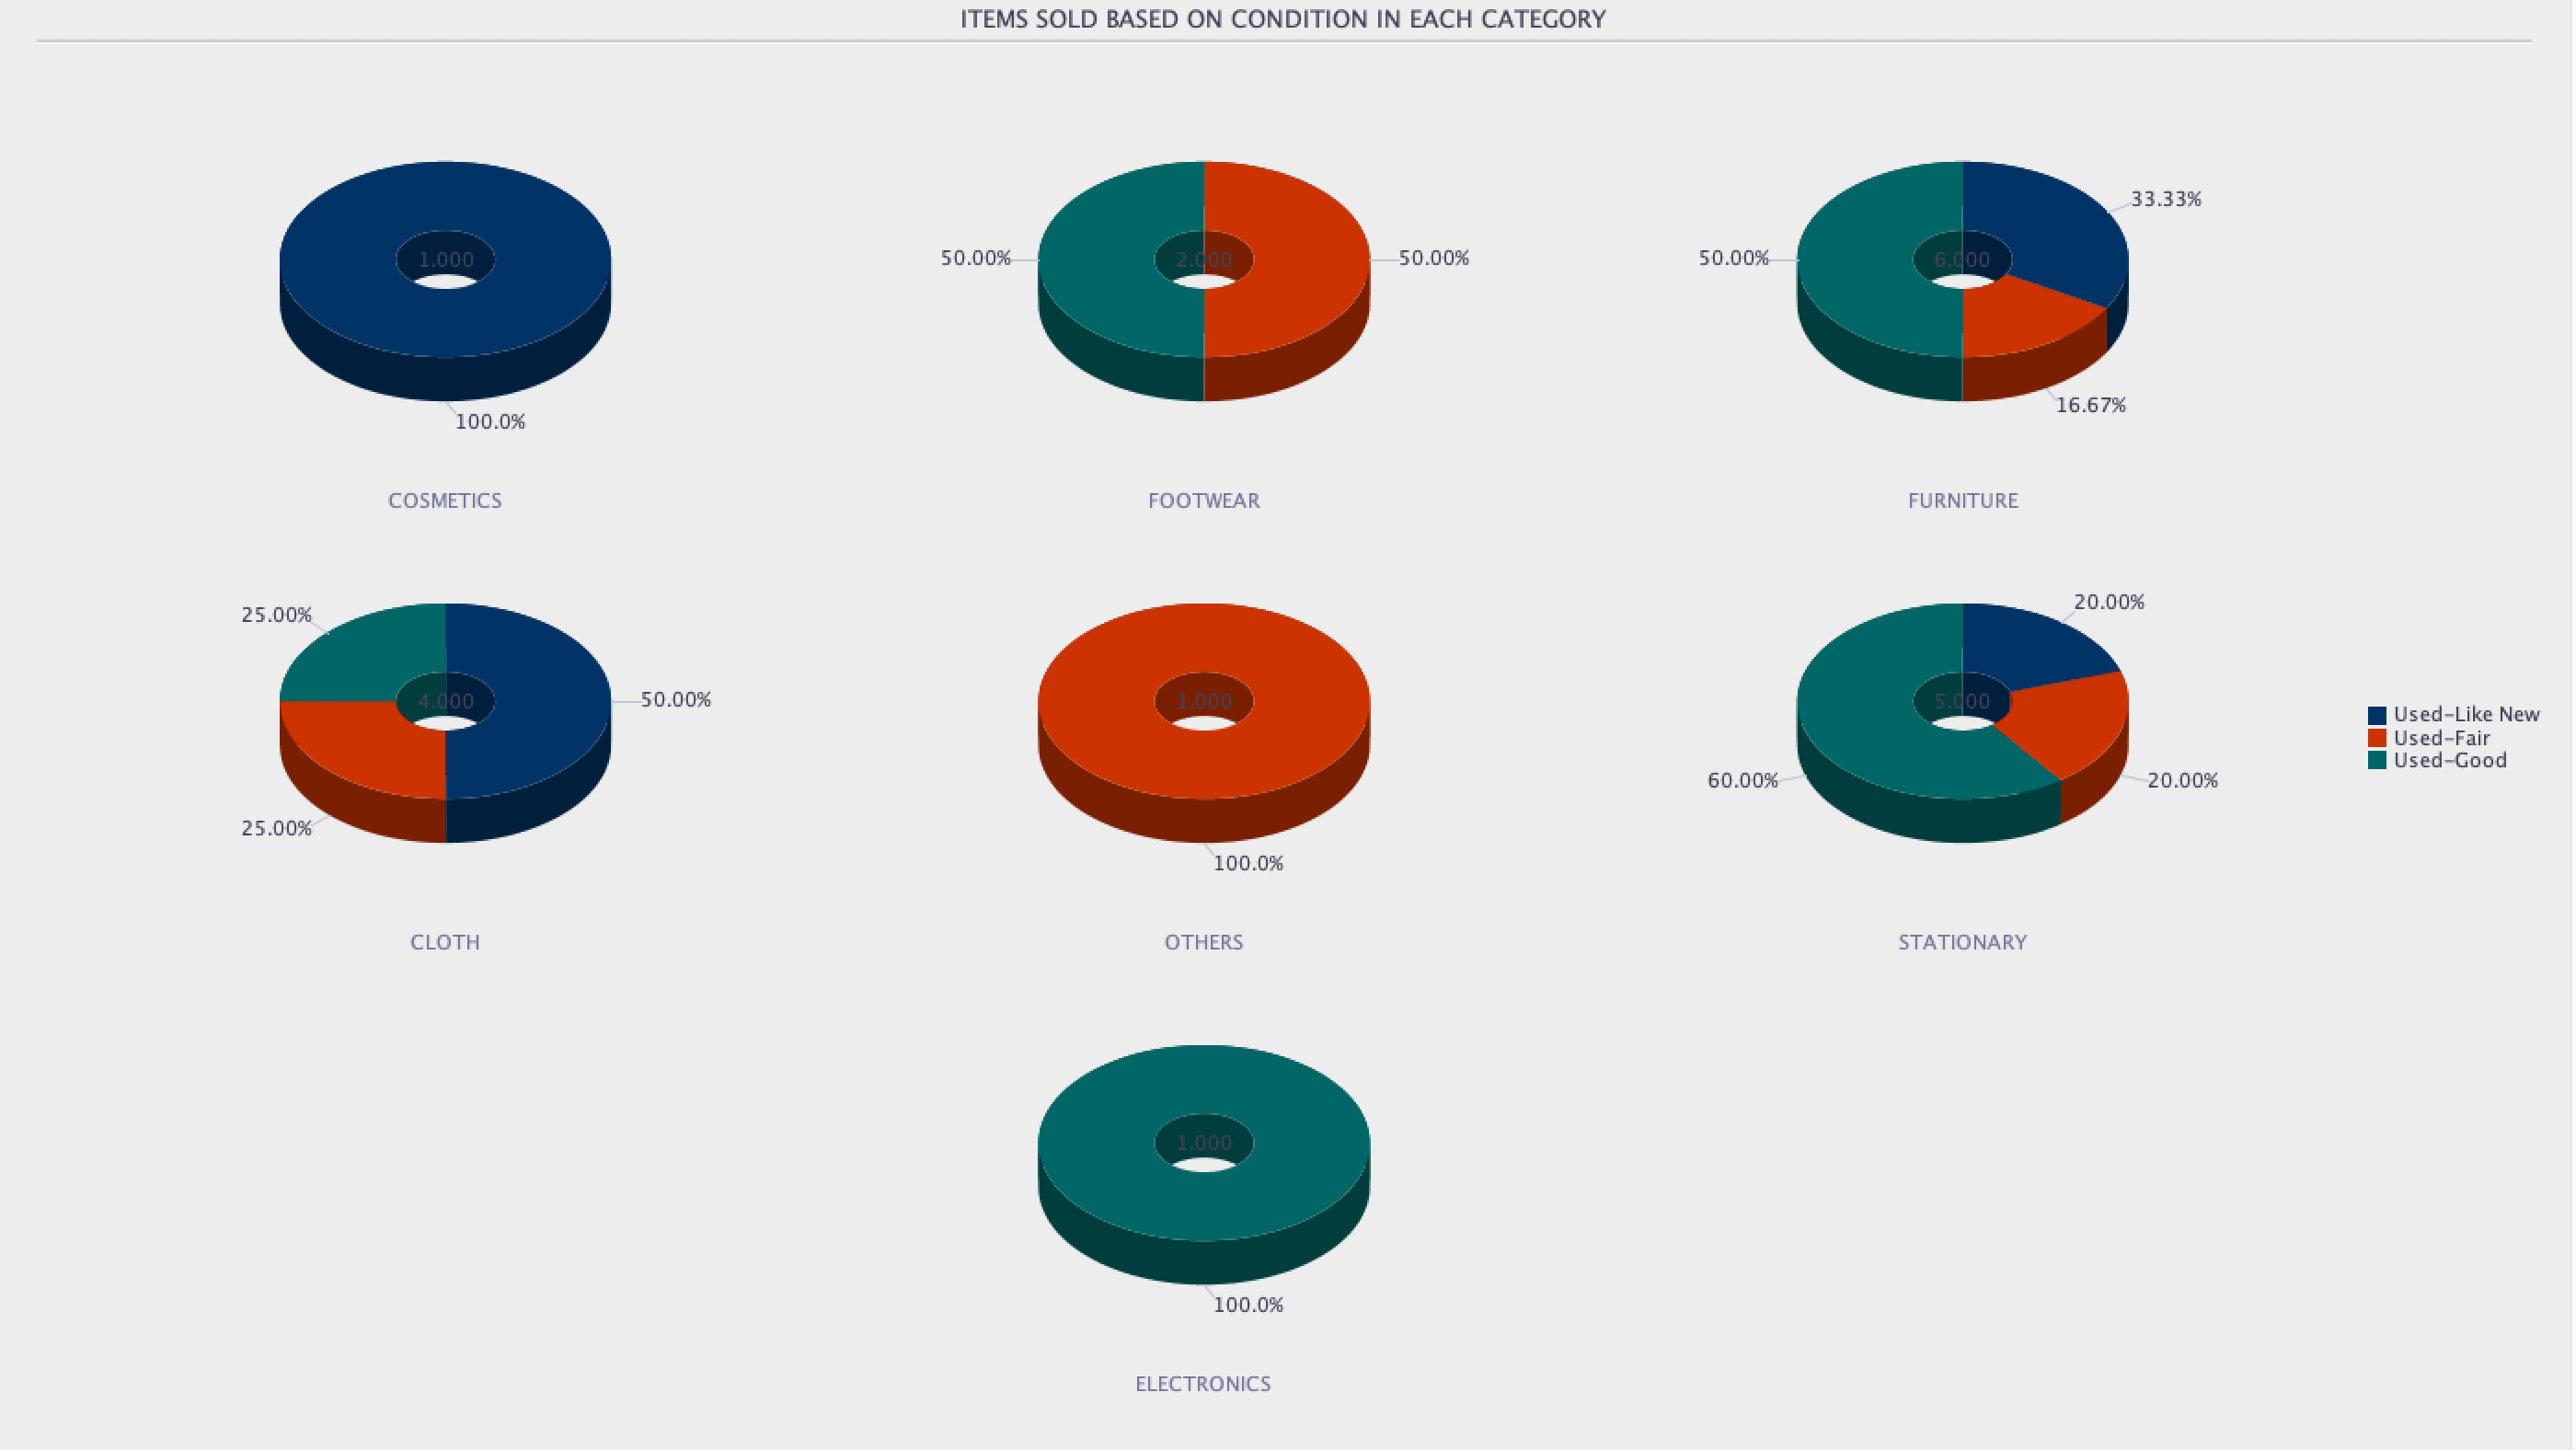 ITEMS SOLD BASED ON CONDITION IN EACH CATEGORY
1.000
100.0%
COSMETICS
50.00%
2.000
50.00%
FOOTWEAR
33.33%
50.00%
6.000
16.67%
FURNITURE
25.00%
4.000
50.00%
25.00%
CLOTH
1.000
100.0%
OTHERS
20.00%
5.000
60.00%
20.00%
STATIONARY
Used-Like New
Used-Fair
Used-Good
1.000
100.0%
ELECTRONICS